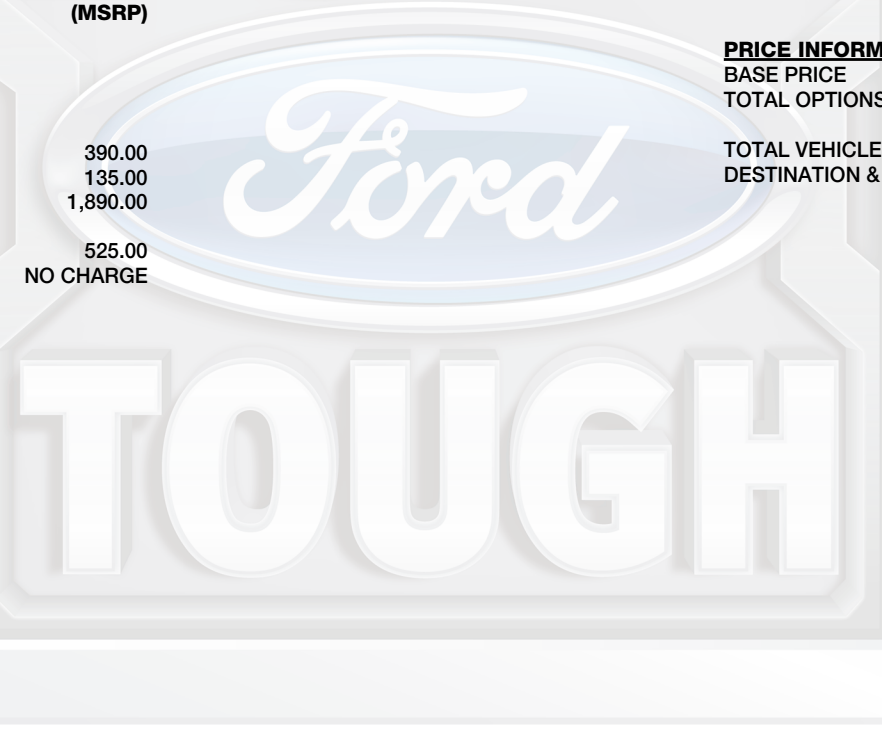 (MSRP)
390.00
135.00
1,890.00
525.00
NO CHARGE
PRICE INFORM
BASE PRICE
TOTAL OPTIONS
TOTAL VEHICLE
DESTINATION &
Ford
TOUGH